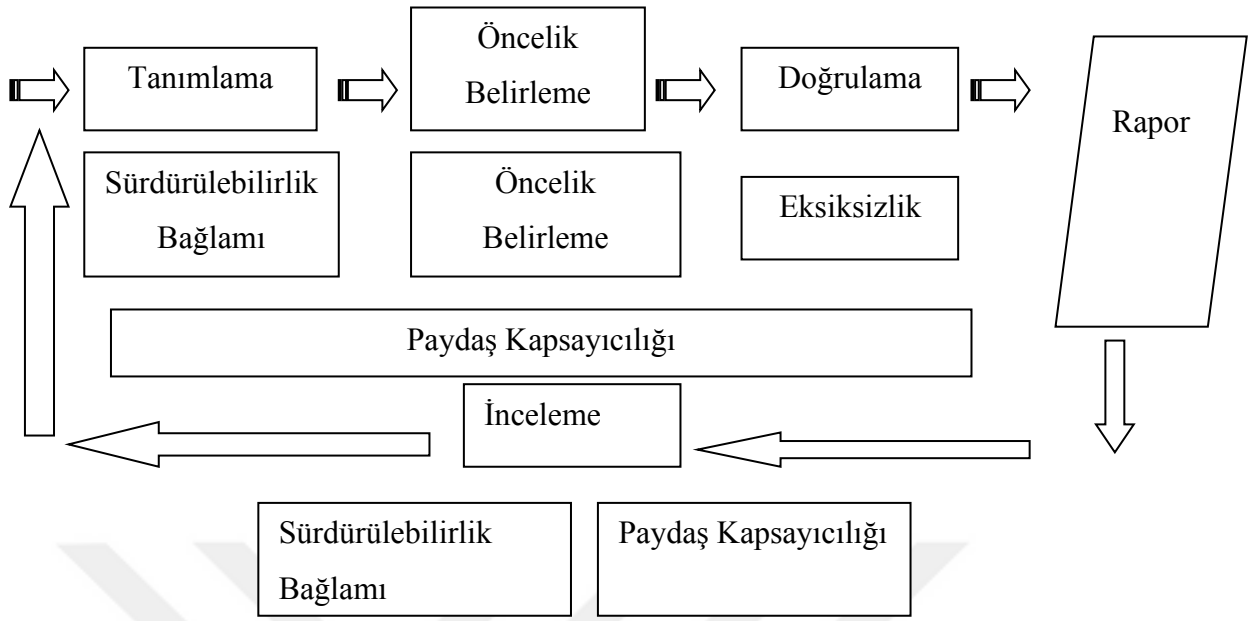 Tanımlama
Öncelik
Belirleme
Doğrulama
Rapor
Sürdürülebilirlik
Bağlamı
Öncelik
Belirleme
Eksiksizlik
Paydaş Kapsayıcılığı
İnceleme
Sürdürülebilirlik
Bağlamı
Paydaş Kapsayıcılığı